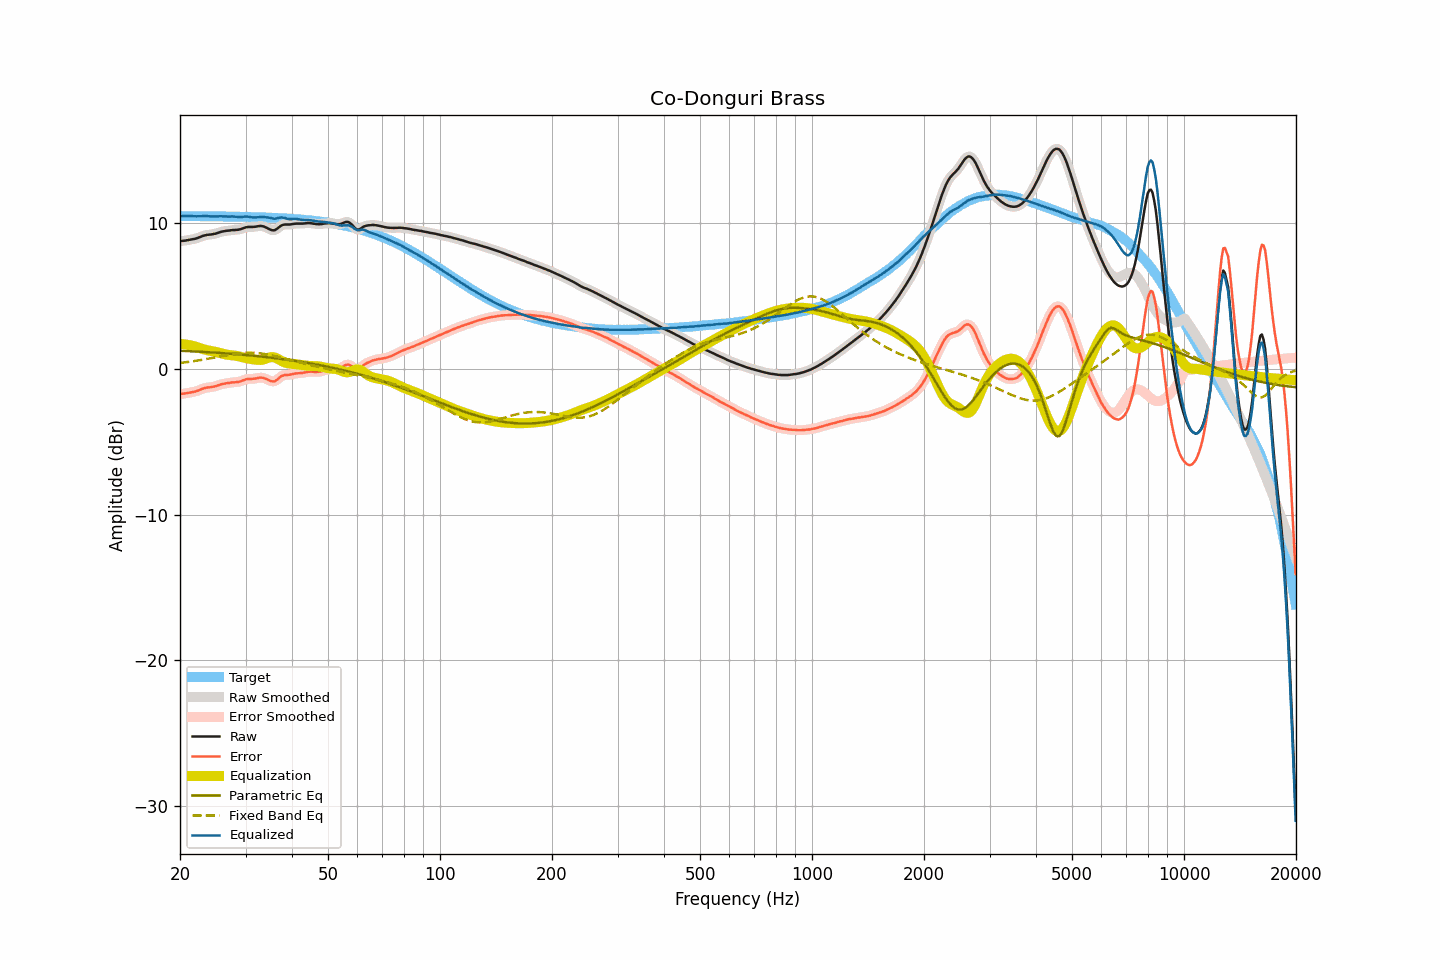 Co-Donguri Brass
Amplitude (dBr)
10
0
−10
−20
−30
Target
Raw Smoothed
Error Smoothed
Raw
Error
Equalization
Parametric Eq
Fixed Band Eq
Equalized
20 50 100 200 500 1000 2000 5000 10000 20000
Frequency (Hz)